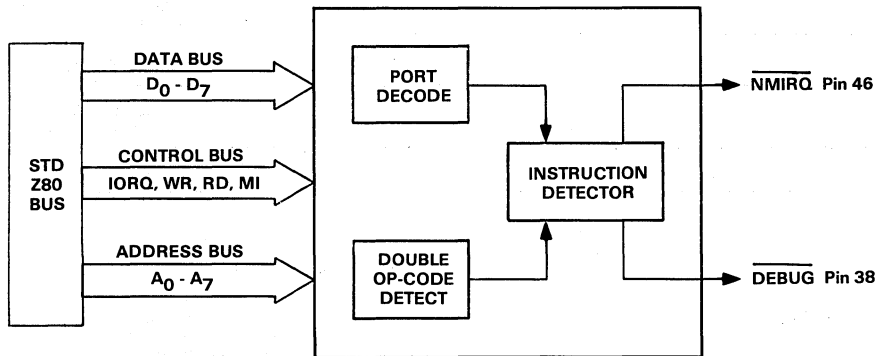 STD
Z80
BUS
DATA BUS
D0 - D7
CONTROL BUS
IORQ, WR, RD, MI
ADDRESS BUS
A0 - A7
PORT
DECODE
DOUBLE
OP-CODE
DETECT
INSTRUCTION
DETECTOR
NMIRQ Pin 46
DEBUG Pin 38